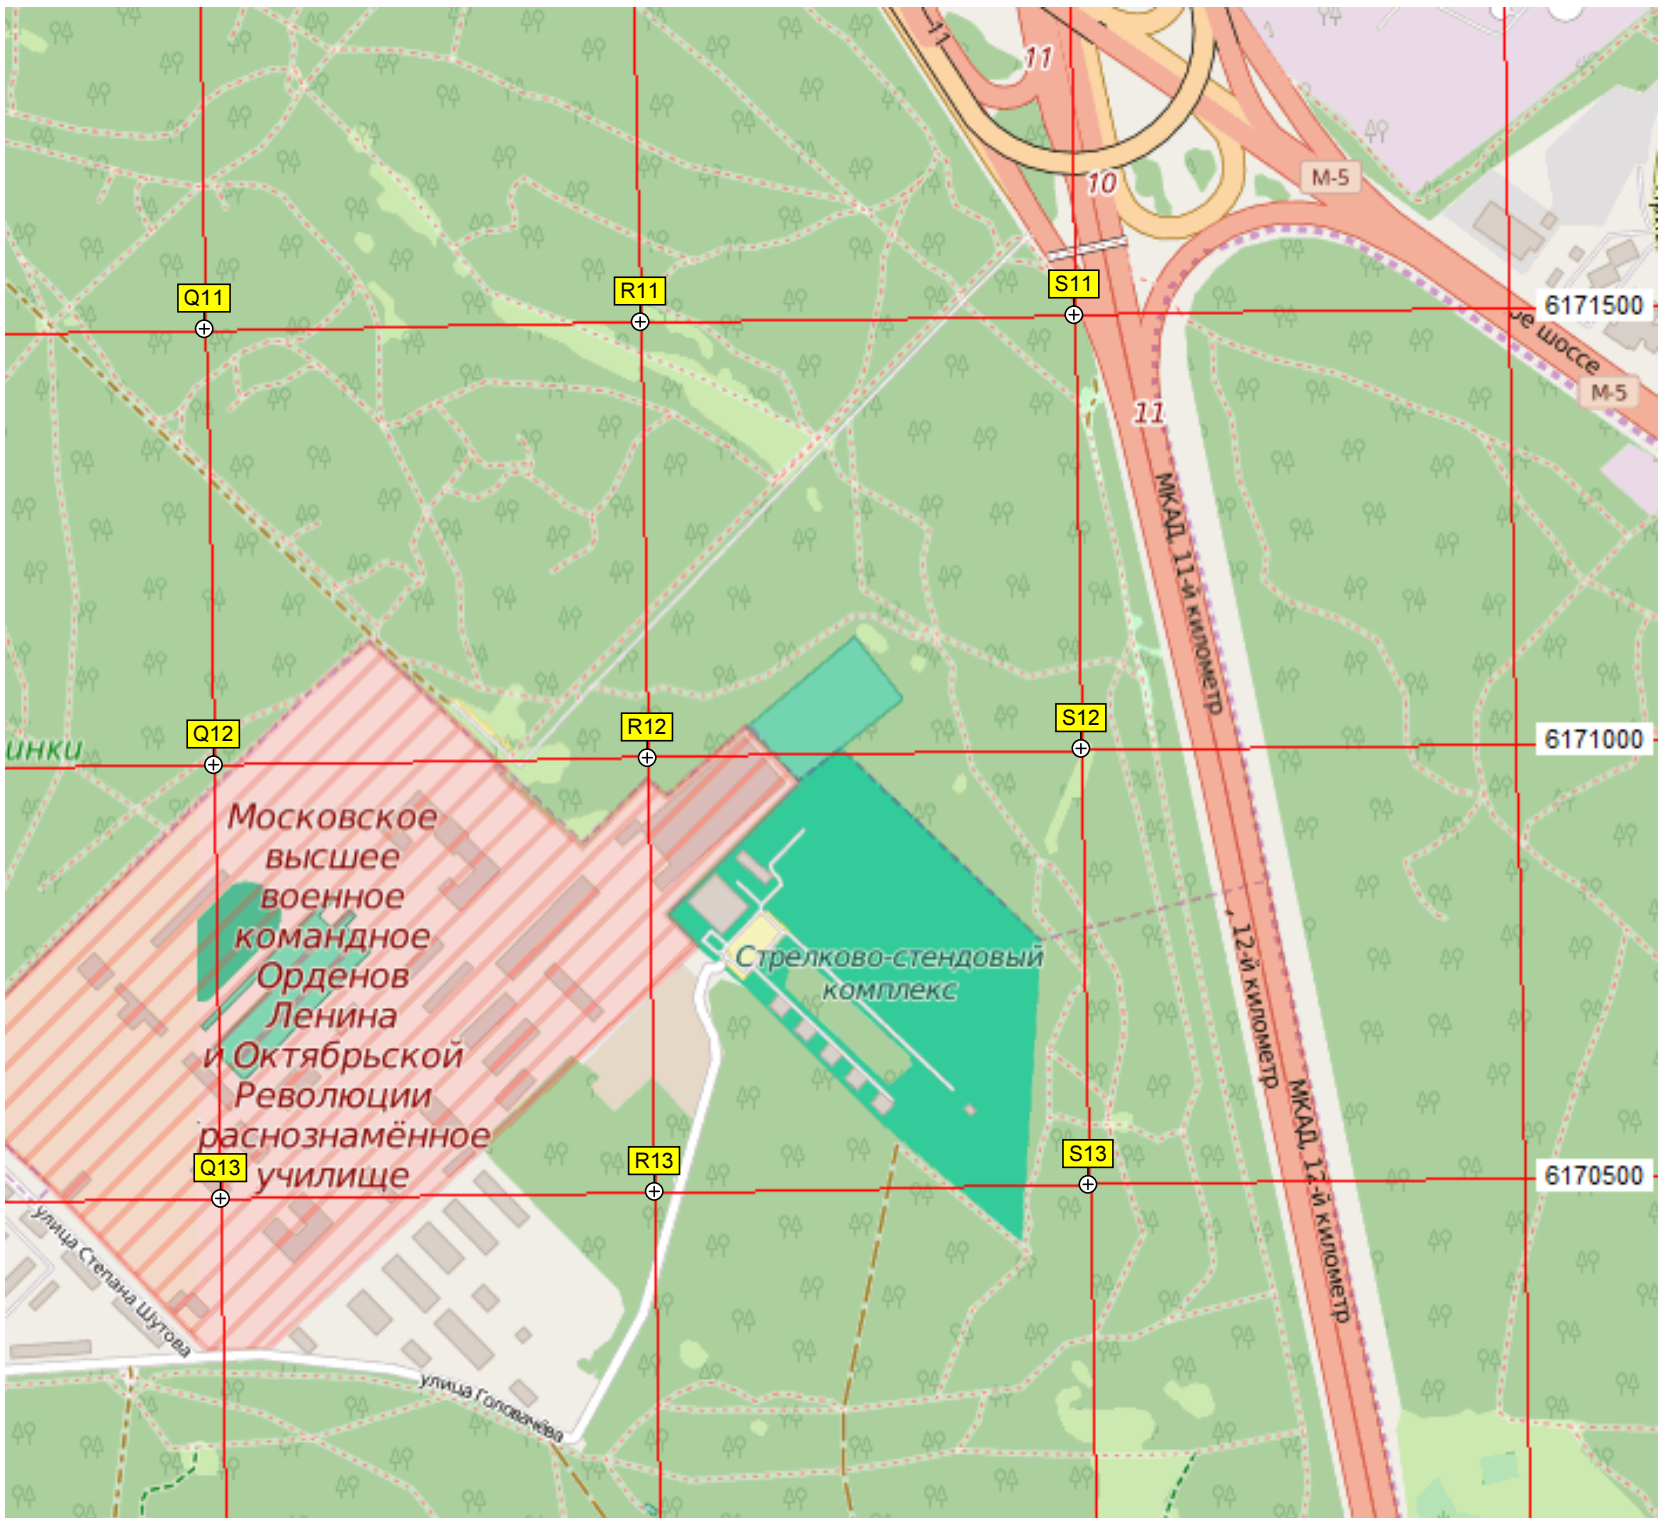 11
11
10
М-5
Q11
R11
S11
6171500
ое шоссе
М-5
11
МКАД, 11-й километр
Q12
R12
S12
6171000
инки
Московское
высшее
военное
командное
Орденов
Ленина
и Октябрьской
Революции
раснознамённое
училище
Стрелково-стендовый
комплекс
, 12-й километр
МКАД, 12-й километр
Q13
R13
S13
6170500
улица Степана Шутова
улица Головачёва